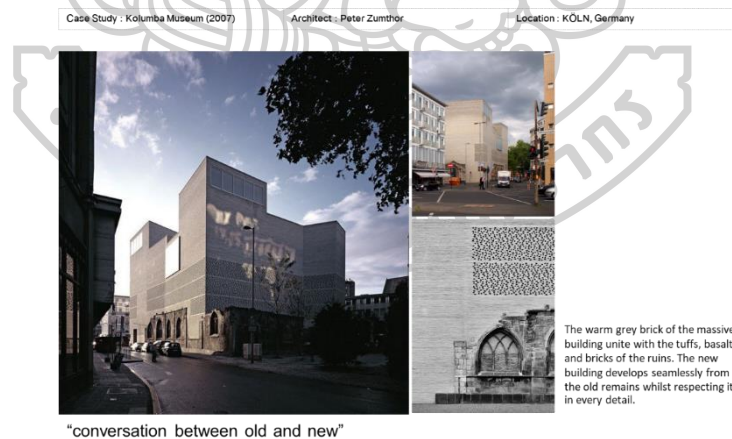 Case Study : Kolumba Museum (2007) Architect : Peter Zumthor Location : KÖLN, Germany
The warm grey brick of the massive
building unite with the tuffs, basalt
and bricks of the ruins. The new
building develops seamlessly from
the old remains whilst respecting it
in every detail.
“conversation between old and new”